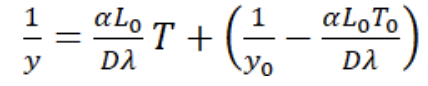 1/y = αL₀/Dλ T + (1/y₀ − αL₀T₀/Dλ)